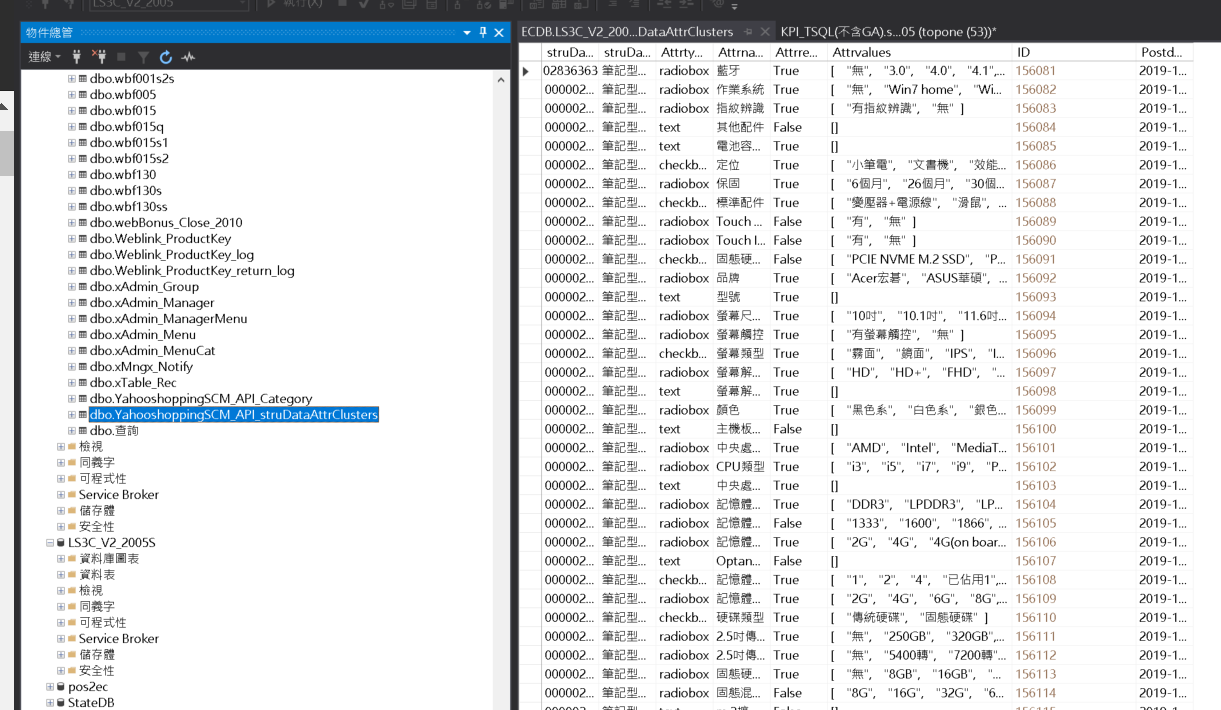 LS3C_V2_2005
執行(X)
物件總管
連線
dbo.wbf001s2s
dbo.wbf005
dbo.wbf015
dbo.wbf015q
dbo.wbf015s1
dbo.wbf015s2
dbo.wbf130
dbo.wbf130s
dbo.wbf130ss
dbo.webBonus_Close_2010
dbo.Weblink_ProductKey
dbo.Weblink_ProductKey_log
dbo.Weblink_ProductKey_return_log
dbo.xAdmin_Group
dbo.xAdmin_Manager
dbo.xAdmin_ManagerMenu
dbo.xAdmin_Menu
dbo.xAdmin_MenuCat
dbo.xMngx_Notify
dbo.xTable_Rec
dbo.YahooshoppingSCM_API_Category
dbo.YahooshoppingSCM_API_struDataAttrClusters
dbo.查詢
檢視
同義字
可程式性
Service Broker
儲存體
安全性
LS3C_V2_2005S
資料庫圖表
資料表
檢視
同義字
可程式性
Service Broker
儲存體
安全性
pos2ec
StateDB
ECDB.LS3C_V2_200...DataAttrClusters KPI_TSQL(不含GA).s...05 (topone (53))*
struDa... struDa... Attrty... Attrna... Attrre... Attrvalues ID Postd...
02836363 筆記型... radiobox 藍牙 True [ "無", "3.0", "4.0", "4.1",... 156081 2019-1...
000002... 筆記型... radiobox 作業系統 True [ "無", "Win7 home", "Wi... 156082 2019-1...
000002... 筆記型... radiobox 指紋辨識 True [ "有指紋辨識", "無" ] 156083 2019-1...
000002... 筆記型... text 其他配件 False [] 156084 2019-1...
000002... 筆記型... text 電池容... True [] 156085 2019-1...
000002... 筆記型... checkb... 定位 True [ "小筆電", "文書機", "效能... 156086 2019-1...
000002... 筆記型... radiobox 保固 True [ "6個月", "26個月", "30個... 156087 2019-1...
000002... 筆記型... checkb... 標準配件 True [ "變壓器+電源線", "滑鼠", ... 156088 2019-1...
000002... 筆記型... radiobox Touch ... False [ "有", "無" ] 156089 2019-1...
000002... 筆記型... radiobox Touch I... False [ "有", "無" ] 156090 2019-1...
000002... 筆記型... checkb... 固態硬... False [ "PCIE NVME M.2 SSD", "P... 156091 2019-1...
000002... 筆記型... radiobox 品牌 True [ "Acer宏碁", "ASUS華碩", ... 156092 2019-1...
000002... 筆記型... text 型號 True [] 156093 2019-1...
000002... 筆記型... radiobox 螢幕尺... True [ "10吋", "10.1吋", "11.6吋... 156094 2019-1...
000002... 筆記型... radiobox 螢幕觸控 True [ "有螢幕觸控", "無" ] 156095 2019-1...
000002... 筆記型... checkb... 螢幕類型 True [ "霧面", "鏡面", "IPS", "I... 156096 2019-1...
000002... 筆記型... radiobox 螢幕解... True [ "HD", "HD+", "FHD", "... 156097 2019-1...
000002... 筆記型... text 螢幕解... True [] 156098 2019-1...
000002... 筆記型... radiobox 顏色 True [ "黑色系", "白色系", "銀色... 156099 2019-1...
000002... 筆記型... text 主機板... False [] 156100 2019-1...
000002... 筆記型... radiobox 中央處... True [ "AMD", "Intel", "MediaT... 156101 2019-1...
000002... 筆記型... radiobox CPU類型 True [ "i3", "i5", "i7", "i9", "P... 156102 2019-1...
000002... 筆記型... text 中央處... True [] 156103 2019-1...
000002... 筆記型... radiobox 記憶體... True [ "DDR3", "LPDDR3", "LP... 156104 2019-1...
000002... 筆記型... radiobox 記憶體... False [ "1333", "1600", "1866", ... 156105 2019-1...
000002... 筆記型... radiobox 記憶體... True [ "2G", "4G", "4G(on boar... 156106 2019-1...
000002... 筆記型... text Optan... False [] 156107 2019-1...
000002... 筆記型... checkb... 記憶體... True [ "1", "2", "4", "已佔用1",... 156108 2019-1...
000002... 筆記型... radiobox 記憶體... True [ "2G", "4G", "6G", "8G",... 156109 2019-1...
000002... 筆記型... checkb... 硬碟類型 True [ "傳統硬碟", "固態硬碟" ] 156110 2019-1...
000002... 筆記型... radiobox 2.5吋傳... True [ "無", "250GB", "320GB",... 156111 2019-1...
000002... 筆記型... radiobox 2.5吋傳... True [ "無", "5400轉", "7200轉"... 156112 2019-1...
000002... 筆記型... radiobox 固態硬... True [ "無", "8GB", "16GB", "... 156113 2019-1...
000002... 筆記型... radiobox 固態混... False [ "8G", "16G", "32G", "6... 156114 2019-1...